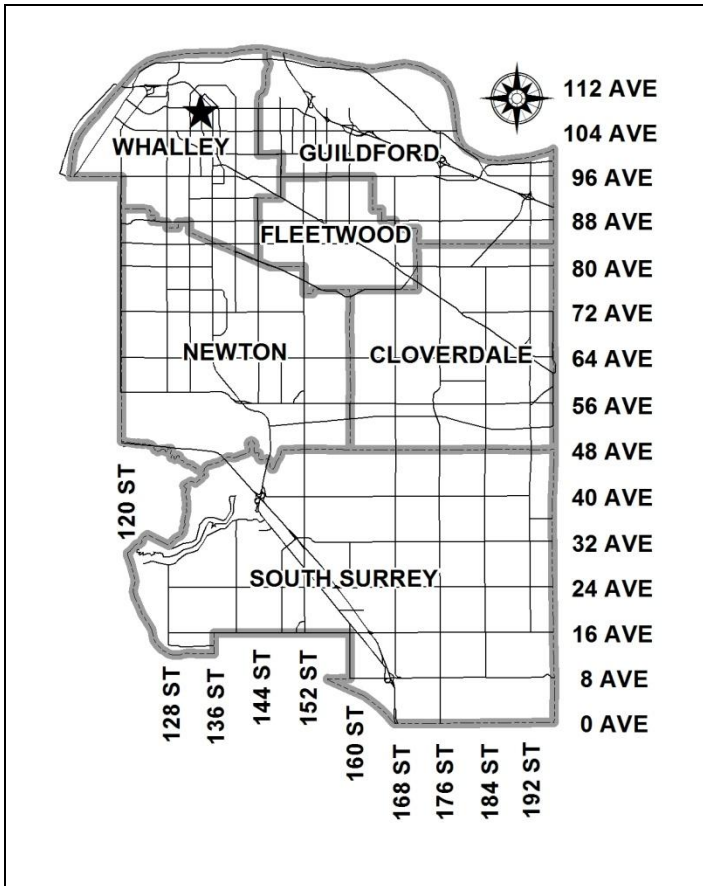 112 AVE
104 AVE
WHALLEY
GUILDFORD
96 AVE
88 AVE
FLEETWOOD
80 AVE
72 AVE
NEWTON
CLOVERDALE
64 AVE
56 AVE
48 AVE
120 ST
40 AVE
32 AVE
SOUTH SURREY
24 AVE
16 AVE
128 ST
136 ST
144 ST
152 ST
160 ST
8 AVE
0 AVE
168 ST
176 ST
184 ST
192 ST